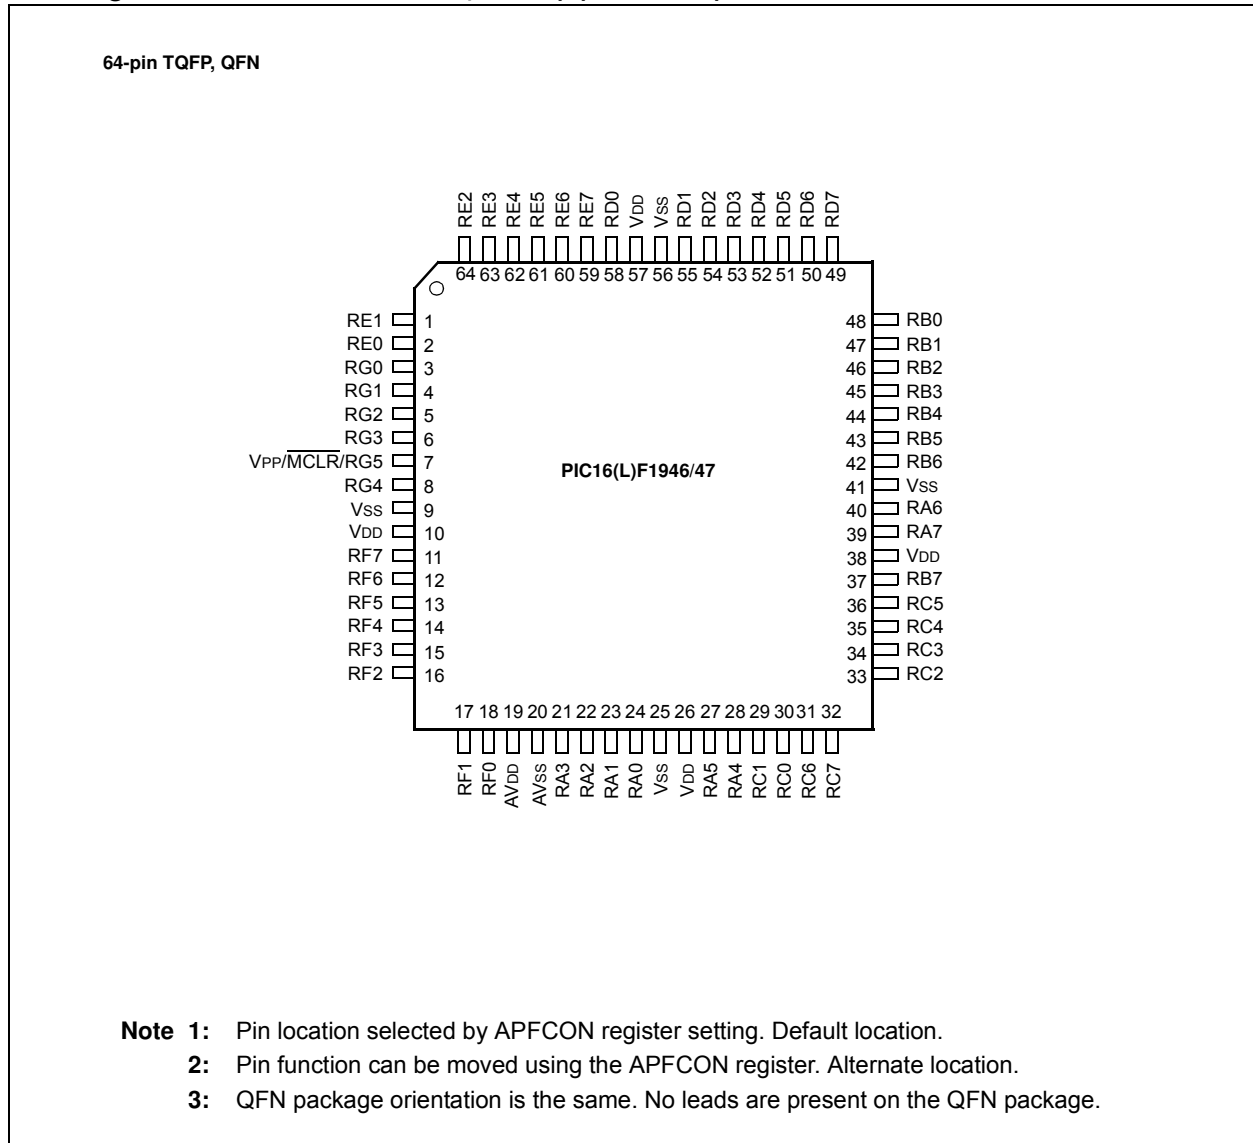 64-pin TQFP, QFN
RE2 RE3 RE4 RE5 RE6 RE7 RD0 VDD VSS RD1 RD2 RD3 RD4 RD5 RD6 RD7
64 63 62 61 60 59 58 57 56 55 54 53 52 51 50 49
RE1 1 48 RB0
RE0 2 47 RB1
RG0 3 46 RB2
RG1 4 45 RB3
RG2 5 44 RB4
RG3 6 43 RB5
VPP/MCLR/RG5 7 PIC16(L)F1946/47 42 RB6
RG4 8 41 VSS
VSS 9 40 RA6
VDD 10 39 RA7
RF7 11 38 VDD
RF6 12 37 RB7
RF5 13 36 RC5
RF4 14 35 RC4
RF3 15 34 RC3
RF2 16 33 RC2
17 18 19 20 21 22 23 24 25 26 27 28 29 30 31 32
RF1 RF0 AVDD AVSS RA3 RA2 RA1 RA0 VSS VDD RA5 RA4 RC1 RC0 RC6 RC7
Note 1: Pin location selected by APFCON register setting. Default location.
2: Pin function can be moved using the APFCON register. Alternate location.
3: QFN package orientation is the same. No leads are present on the QFN package.